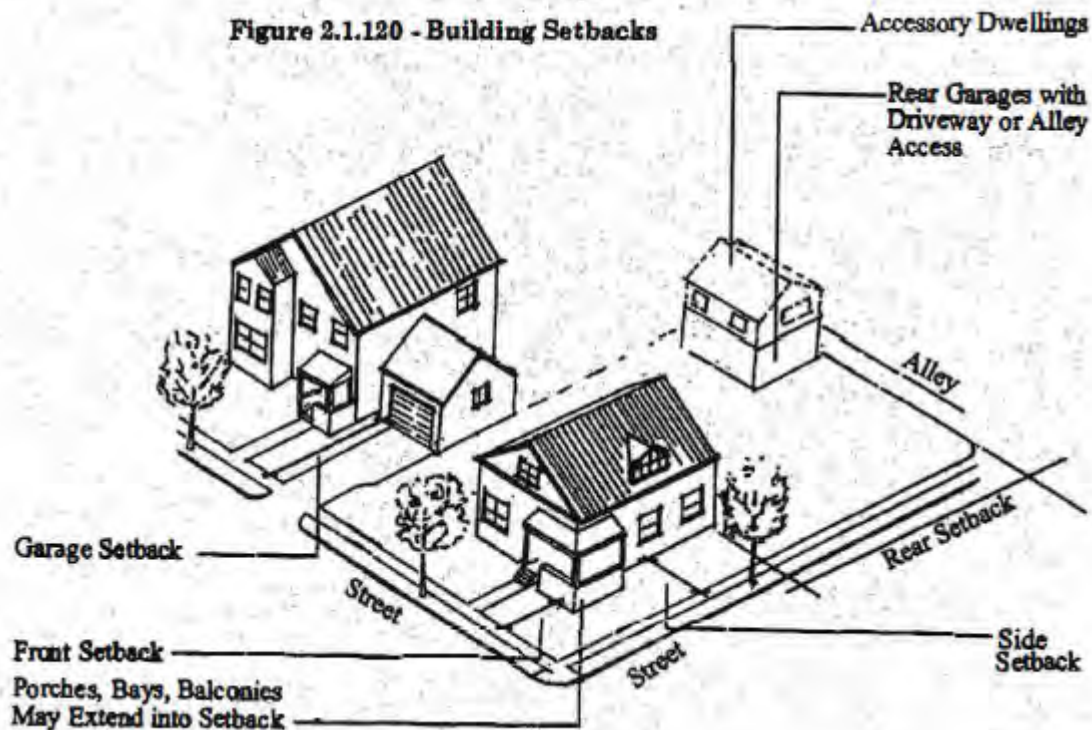 Figure 2.1.120 - Building Setbacks
Accessory Dwellings
Rear Garages with
Driveway or Alley
Access
Alley
Rear Setback
Garage Setback
Street
Street
Side
Setback
Front Setback
Porches, Bays, Balconies
May Extend into Setback